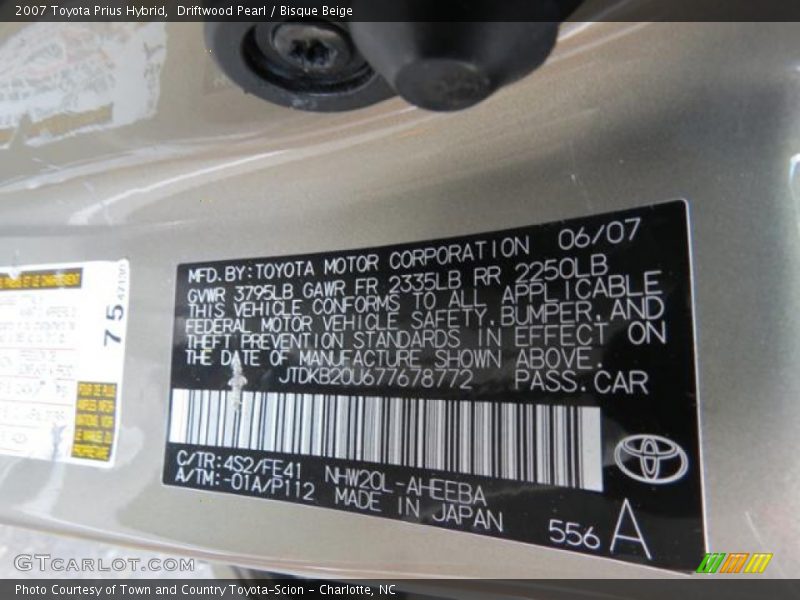 2007 Toyota Prius Hybrid,  Driftwood Pearl / Bisque Beige
MFD. BY: TOYOTA MOTOR CORPORATION 06/07
GVWR 3795LB GAWR FR 2335LB RR 2250LB
THIS VEHICLE CONFORMS TO ALL APPLICABLE
FEDERAL MOTOR VEHICLE SAFETY, BUMPER, AND
THEFT PREVENTION STANDARDS IN EFFECT ON
THE DATE OF MANUFACTURE SHOWN ABOVE.
JTDKB20U677678772 PASS. CAR
C/TR: 4S2/FE41 NHW20L-AHEEBA
A/TM: -01A/P112 MADE IN JAPAN
556 A
GTCarLot.com
Photo Courtesy of Town and Country Toyota-Scion - Charlotte, NC